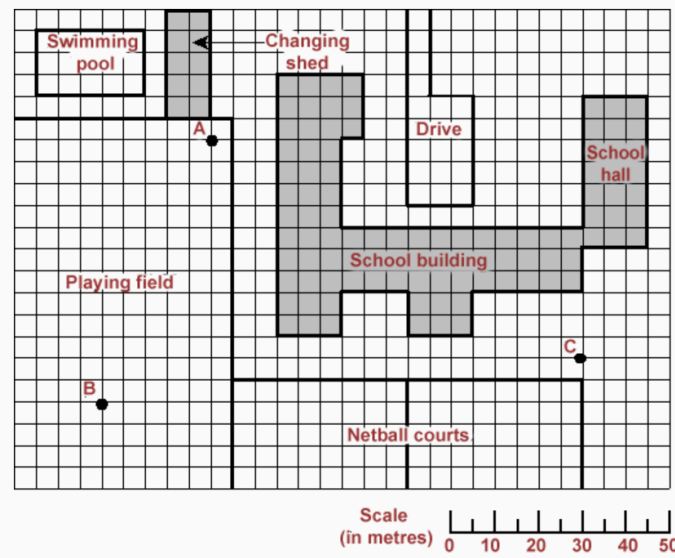 Swimming
pool
Changing
shed
A
Drive
School
hall
School building
Playing field
C
B
Netball courts
Scale
(in metres)
0 10 20 30 40 50